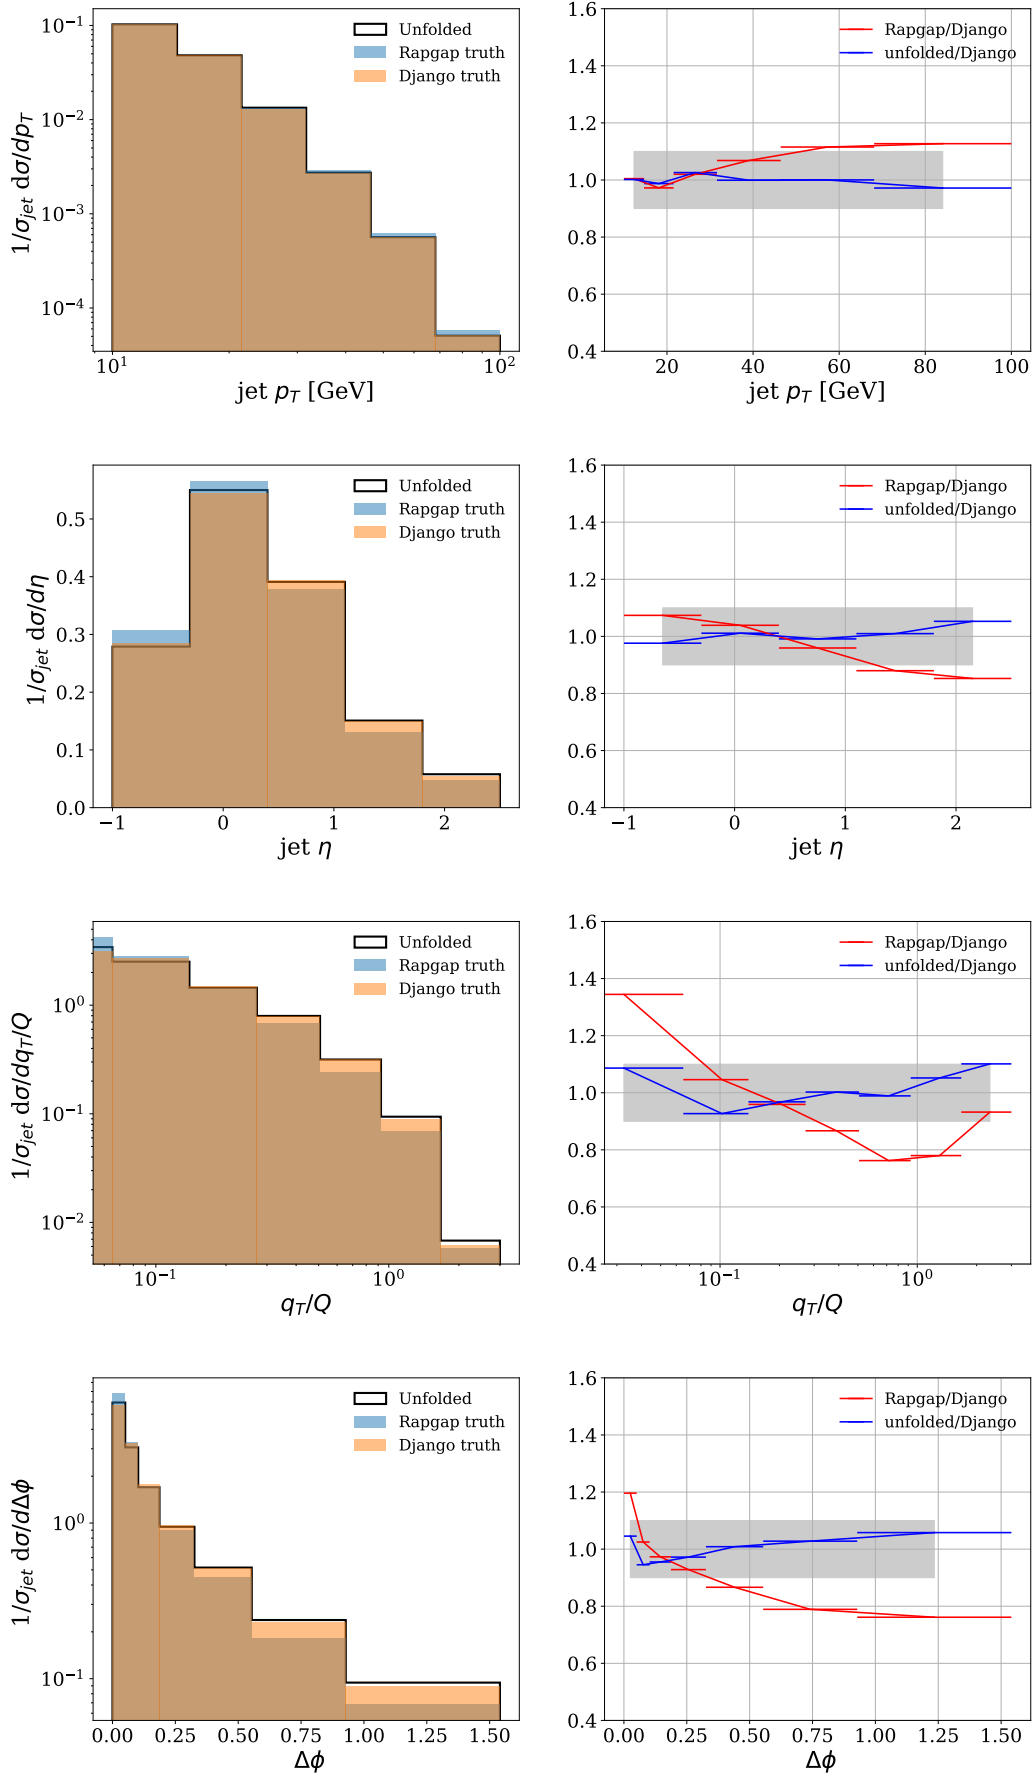 1/σ_jet dσ/dp_T
10⁻¹
10⁻²
10⁻³
10⁻⁴
Unfolded
Rapgap truth
Django truth
10¹
10²
jet p_T [GeV]
1.6
1.4
1.2
1.0
0.8
0.6
0.4
Rapgap/Django
unfolded/Django
20
40
60
80
100
jet p_T [GeV]
1/σ_jet dσ/dη
0.5
0.4
0.3
0.2
0.1
0.0
Unfolded
Rapgap truth
Django truth
−1
0
1
2
jet η
1.6
1.4
1.2
1.0
0.8
0.6
0.4
Rapgap/Django
unfolded/Django
−1
0
1
2
jet η
1/σ_jet dσ/dq_T/Q
10⁰
10⁻¹
10⁻²
Unfolded
Rapgap truth
Django truth
10⁻¹
10⁰
q_T/Q
1.6
1.4
1.2
1.0
0.8
0.6
0.4
Rapgap/Django
unfolded/Django
10⁻¹
10⁰
q_T/Q
1/σ_jet dσ/dΔϕ
10⁰
10⁻¹
Unfolded
Rapgap truth
Django truth
0.00
0.25
0.50
0.75
1.00
1.25
1.50
Δϕ
1.6
1.4
1.2
1.0
0.8
0.6
0.4
Rapgap/Django
unfolded/Django
0.00
0.25
0.50
0.75
1.00
1.25
1.50
Δϕ